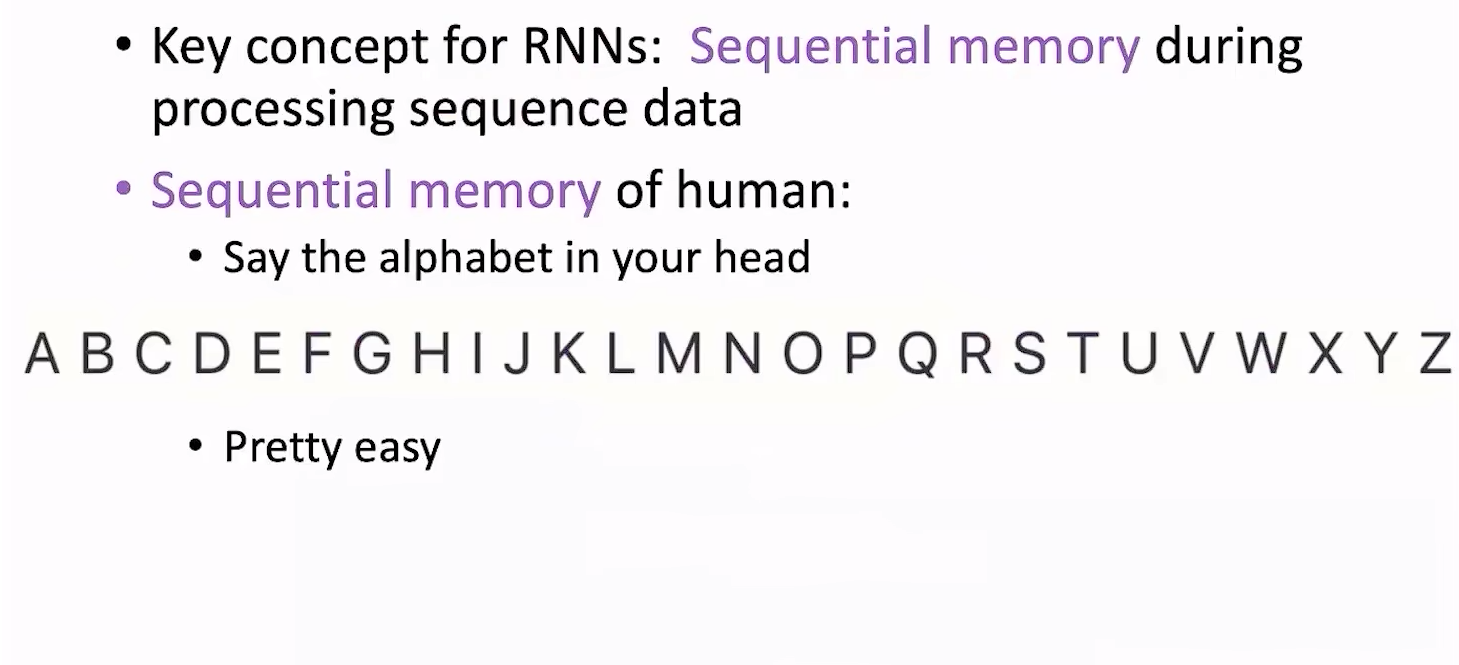 • Key concept for RNNs: Sequential memory during
processing sequence data
• Sequential memory of human:
• Say the alphabet in your head
A B C D E F G H I J K L M N O P Q R S T U V W X Y Z
• Pretty easy